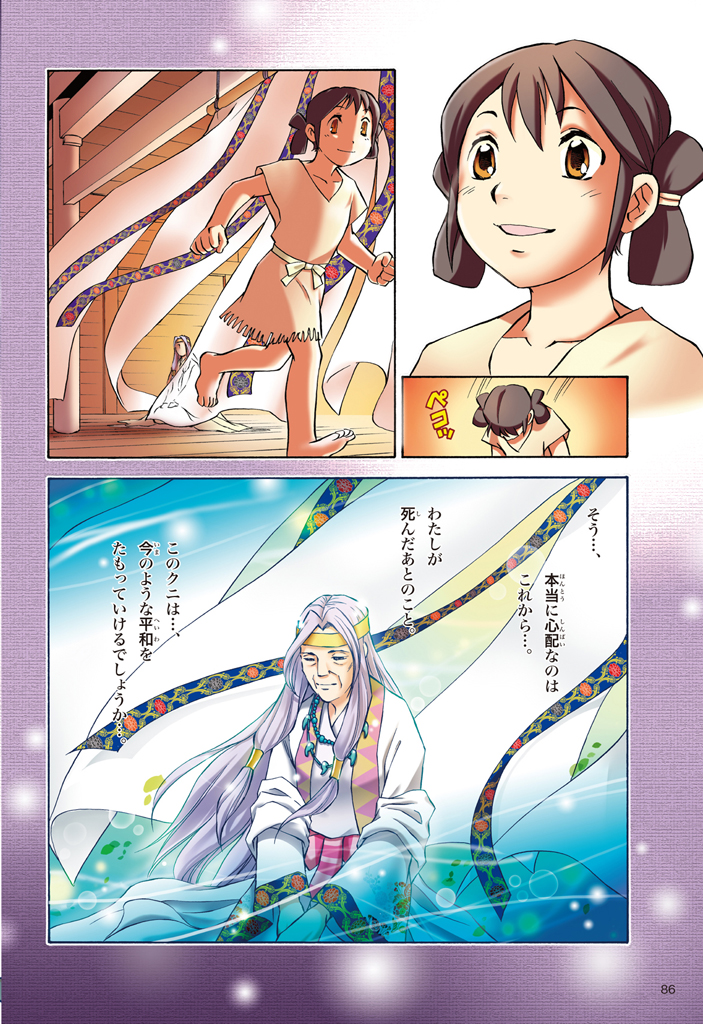 ペコッ
そう…、
本当に心配なのは
これから…。
わたしが
死んだあとのこと。
このクニは…、
今のような平和を
たもっていけるでしょうか…。
86